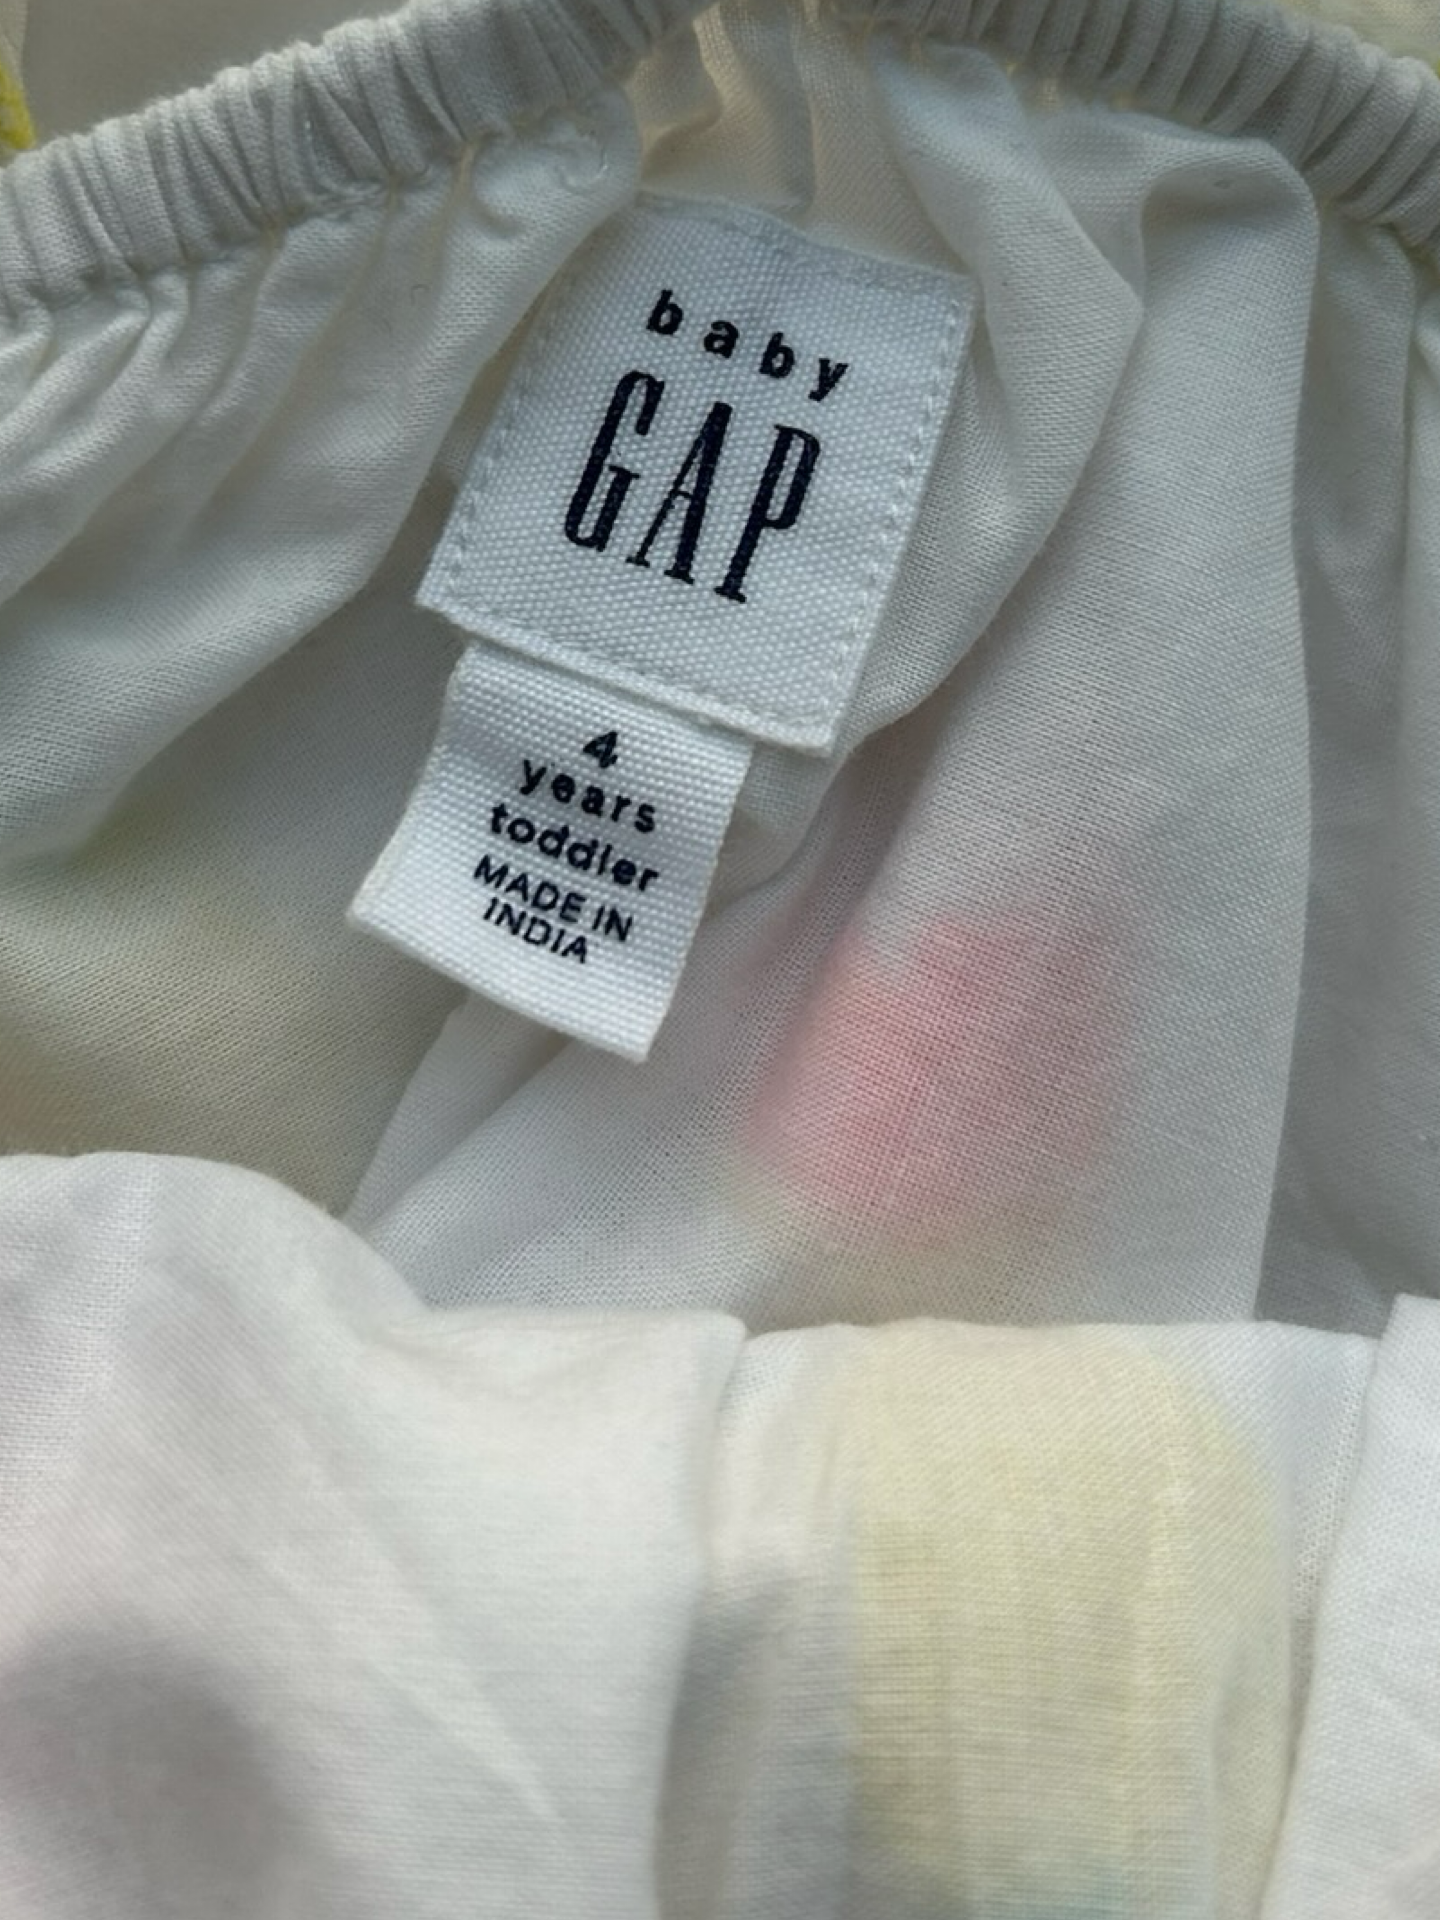 baby
GAP
4
years
toddler
MADE IN
INDIA